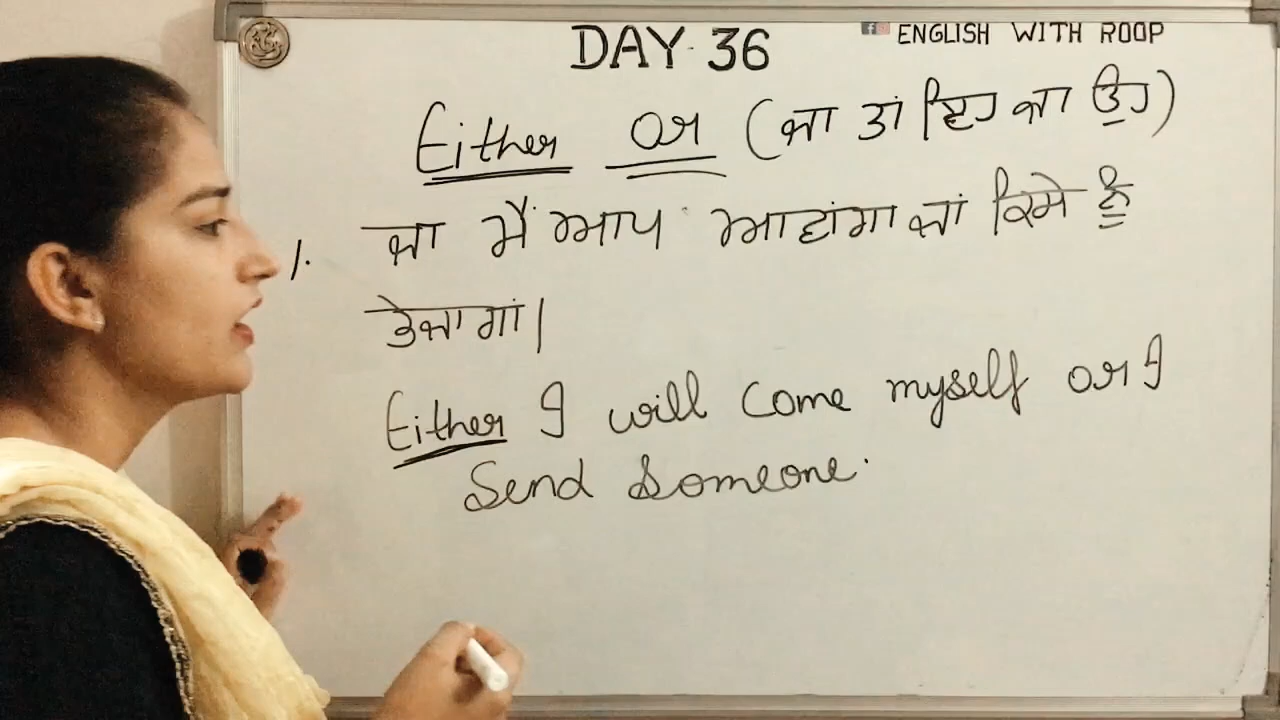 DAY 36
ENGLISH WITH ROOP
Either Or (ਜਾ ਤਾਂ ਇਹ ਜਾ ਉਹ)
1. ਜਾ ਮੈਂ ਆਪ ਆਵਾਂਗਾ ਜਾਂ ਕਿਸੇ ਨੂੰ
ਭੇਜਾਗਾਂ।
Either I will come myself or I
Send Someone.